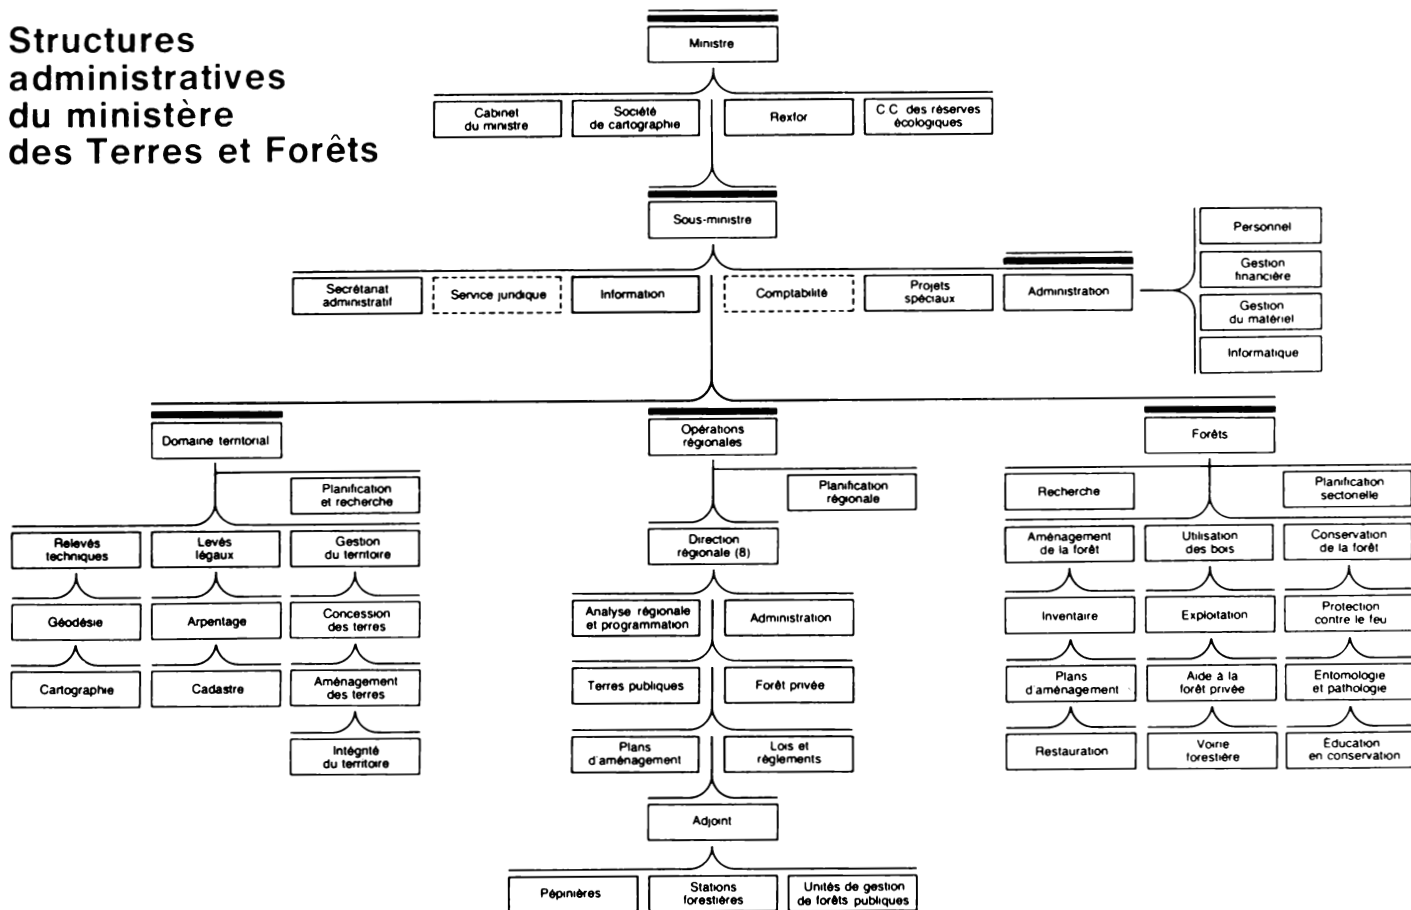 Structures
administratives
du ministère
des Terres et Forêts
Ministre
Cabinet
du ministre
Société
de cartographie
Rexfor
C C des réserves
écologiques
Sous-ministre
Secrétariat
administratif
Service juridique
Information
Comptabilité
Projets
spéciaux
Administration
Personnel
Gestion
financière
Gestion
du matériel
Informatique
Domaine territorial
Opérations
régionales
Forêts
Planification
et recherche
Planification
régionale
Recherche
Planification
sectorielle
Relevés
techniques
Levés
légaux
Gestion
du territoire
Direction
régionale (8)
Aménagement
de la forêt
Utilisation
des bois
Conservation
de la forêt
Géodésie
Arpentage
Concession
des terres
Analyse régionale
et programmation
Administration
Inventaire
Exploitation
Protection
contre le feu
Cartographie
Cadastre
Aménagement
des terres
Terres publiques
Forêt privée
Plans
d'aménagement
Aide à la
forêt privée
Entomologie
et pathologie
Intégrité
du territoire
Plans
d'aménagement
Lois et
règlements
Restauration
Voirie
forestière
Éducation
en conservation
Adjoint
Pépinières
Stations
forestières
Unités de gestion
de forêts publiques